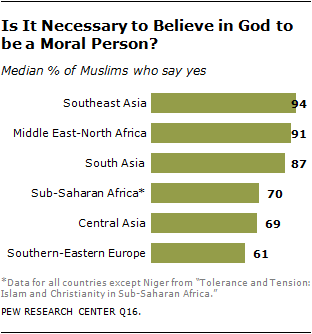 Is It Necessary to Believe in God to
be a Moral Person?
Median % of Muslims who say yes
Southeast Asia 94
Middle East-North Africa 91
South Asia 87
Sub-Saharan Africa* 70
Central Asia 69
Southern-Eastern Europe 61
*Data for all countries except Niger from “Tolerance and Tension:
Islam and Christianity in Sub-Saharan Africa.”
PEW RESEARCH CENTER Q16.